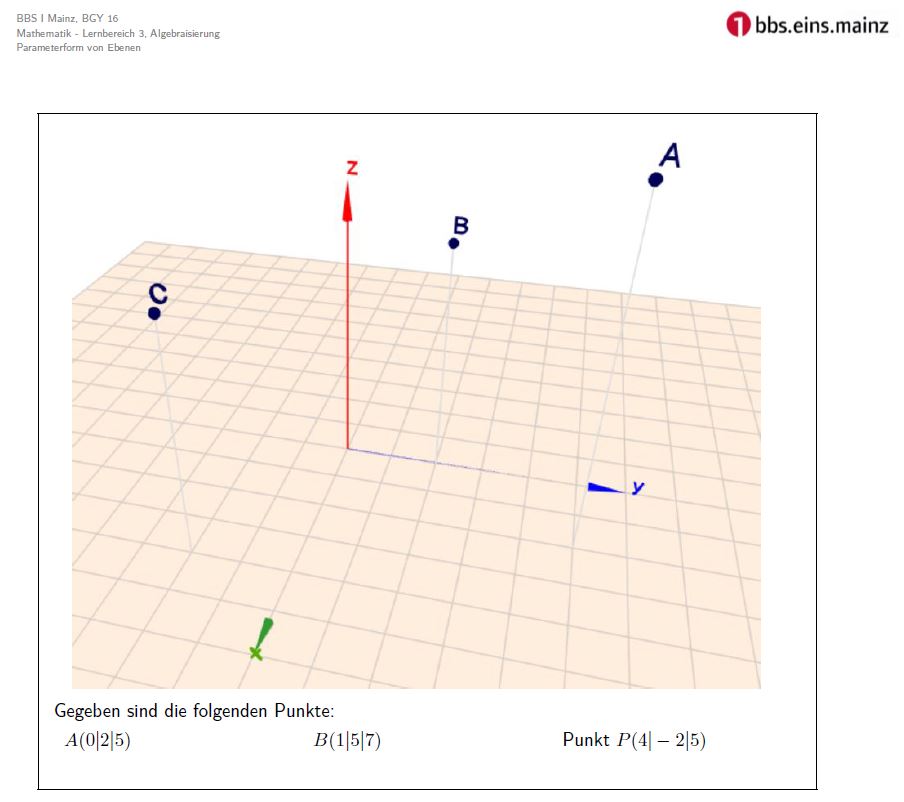 BBS I Mainz, BGY 16
Mathematik - Lernbereich 3, Algebraisierung
Parameterform von Ebenen
1 bbs.eins.mainz
A
z
B
C
y
x
Gegeben sind die folgenden Punkte:
A(0|2|5) B(1|5|7) Punkt P(4| − 2|5)